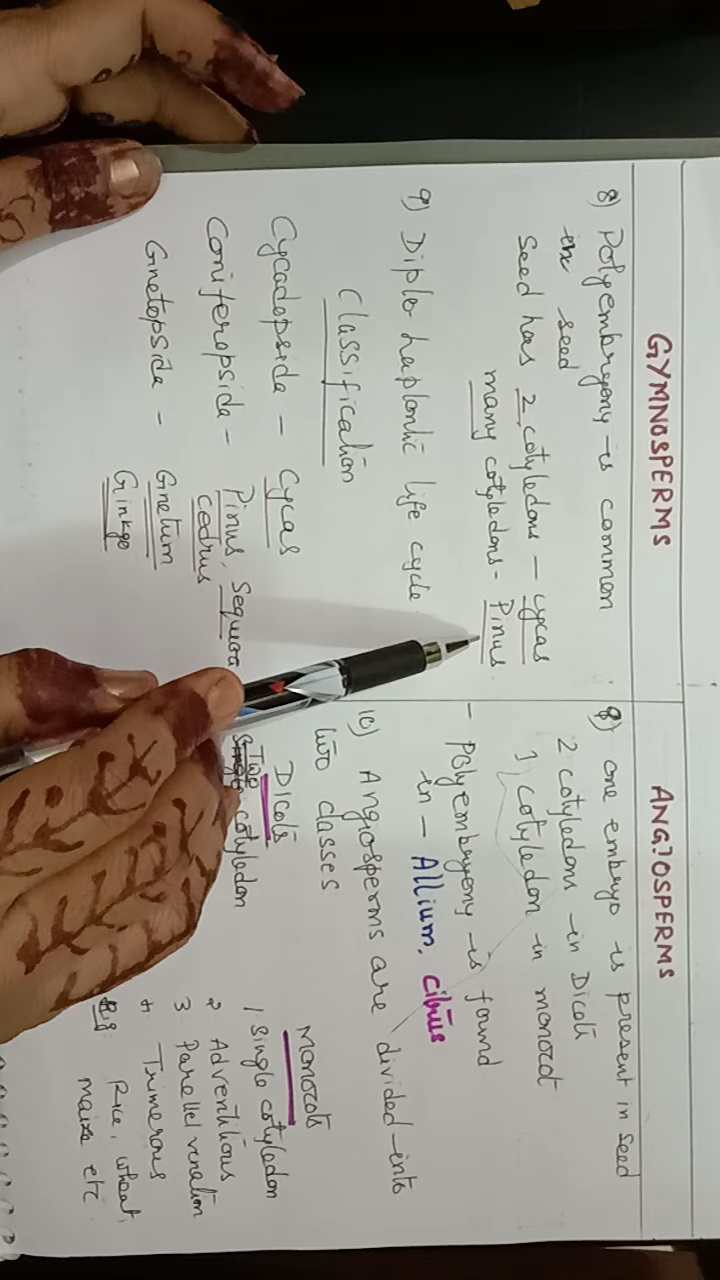 GYMNOSPERMS
8) Polyembryony is common
in seed
Seed has 2 cotyledons - Cycas
many cotyledons - Pinus
9) Diplo haplontic life cycle.
Classification
Cycadopsida - Cycas
Coniferopsida - Pinus, Sequoa
Cedrus
Gnetopsida - Gnetum
Ginkgo
ANGIOSPERMS
9) one embryo is present in seed
2 cotyledons in Dicot
1 cotyledon in monocot
- Polyembryony is found
in - Allium, citrus
10) Angiosperms are divided into
two classes
Dicots
Two cotyledon
Monocots
1 Single cotyledon
2 Adventitious
3 Parellel venation
4 Trimerous
Eg: Rice, wheat,
maize etc